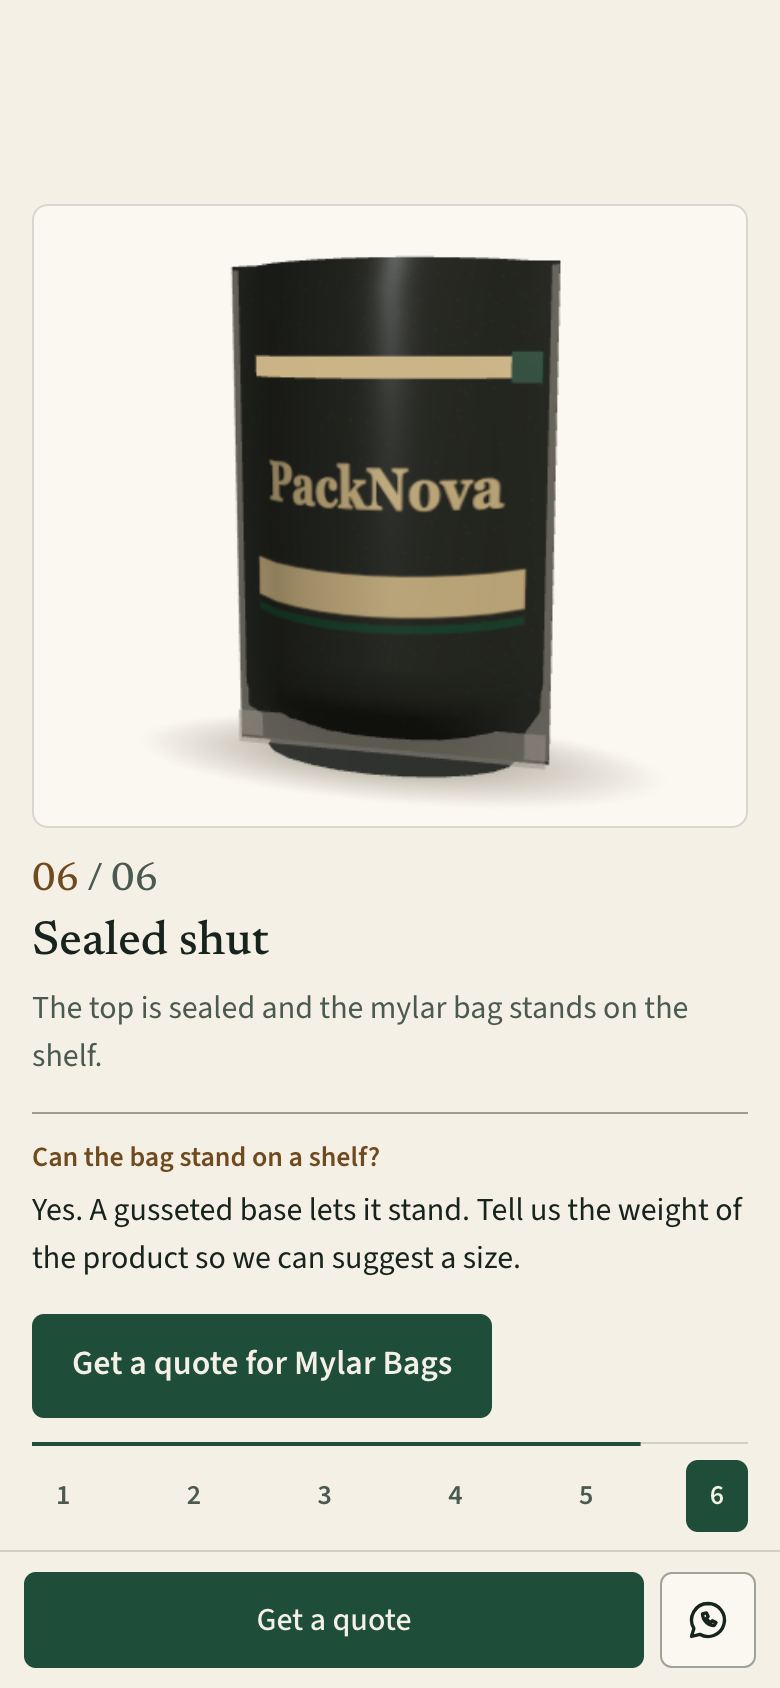 PackNova
06 / 06
Sealed shut
The top is sealed and the mylar bag stands on the
shelf.
Can the bag stand on a shelf?
Yes. A gusseted base lets it stand. Tell us the weight of
the product so we can suggest a size.
Get a quote for Mylar Bags
1 2 3 4 5 6
Get a quote